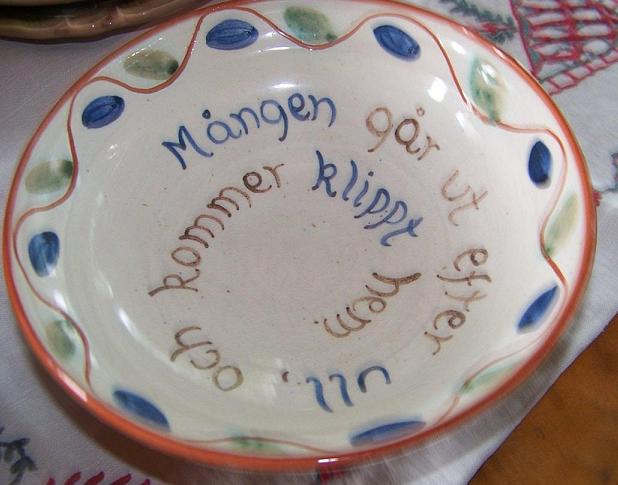 Mången går ut efter ull, och kommer klippt hem.